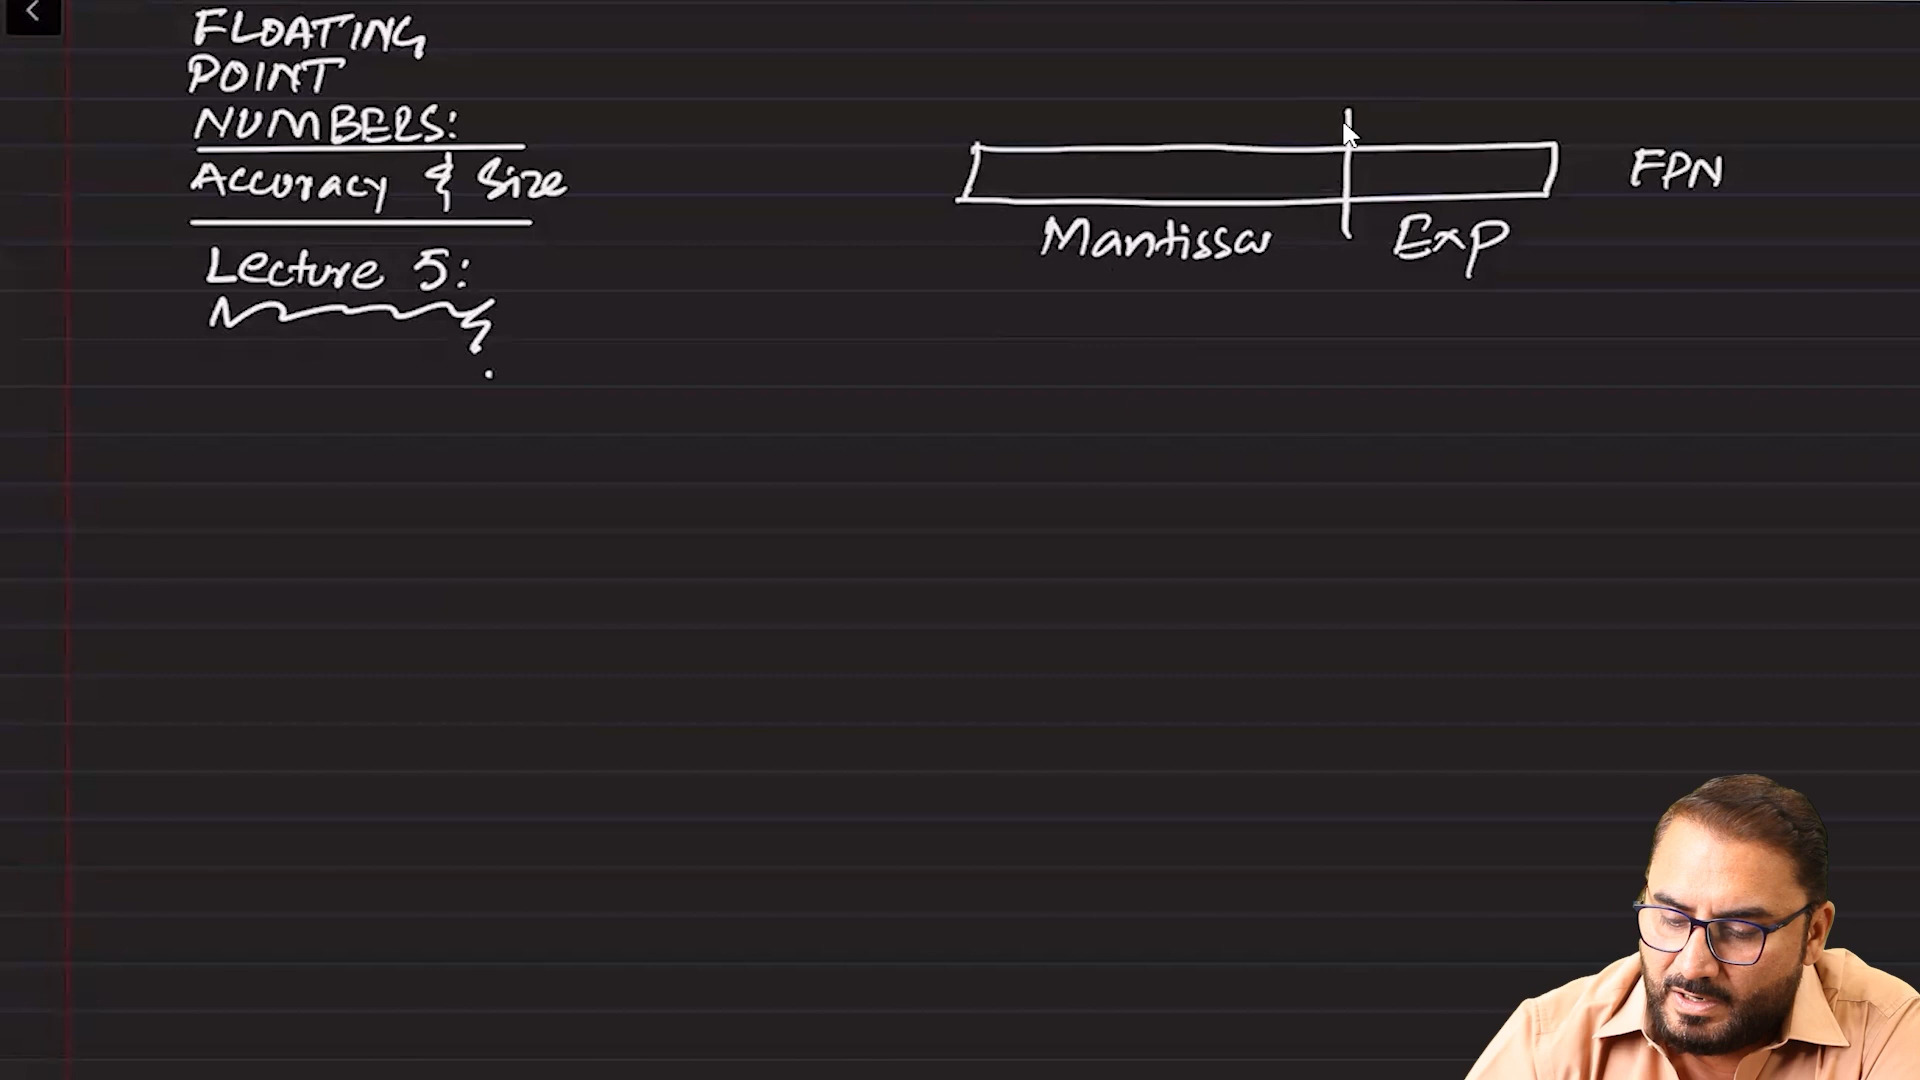 FLOATING
POINT
NUMBERS:
Accuracy & Size
Lecture 5:
FPN
Mantissa
Exp